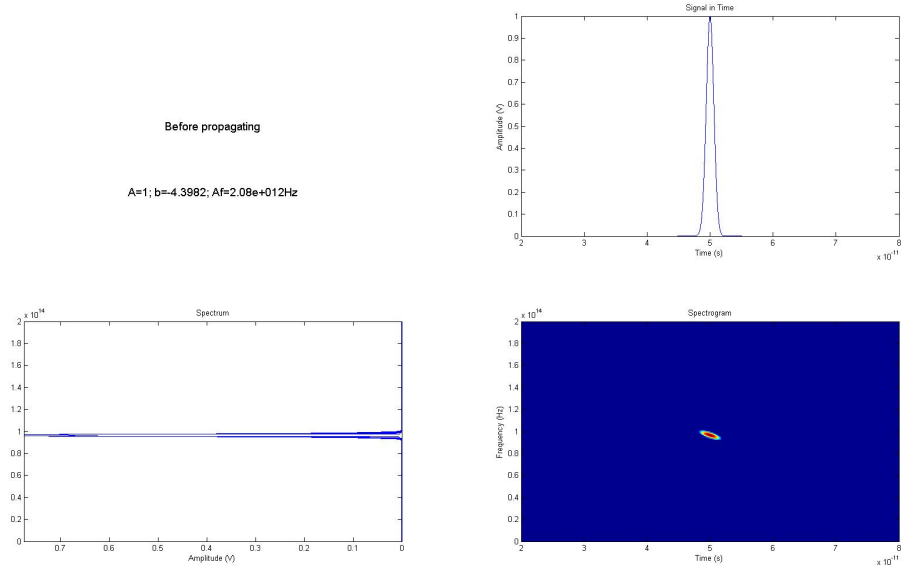 Before propagating
A=1; b=-4.3982; Af=2.08e+012Hz
Signal in Time
1
0.9
0.8
0.7
0.6
0.5
0.4
0.3
0.2
0.1
0
Amplitude (V)
2 3 4 5 6 7 8
Time (s)
x 10^-11
Spectrum
x 10^14
2
1.8
1.6
1.4
1.2
1
0.8
0.6
0.4
0.2
0
0.7 0.6 0.5 0.4 0.3 0.2 0.1 0
Amplitude (V)
Spectrogram
x 10^14
2
1.8
1.6
1.4
1.2
1
0.8
0.6
0.4
0.2
0
Frequency (Hz)
2 3 4 5 6 7 8
Time (s)
x 10^-11